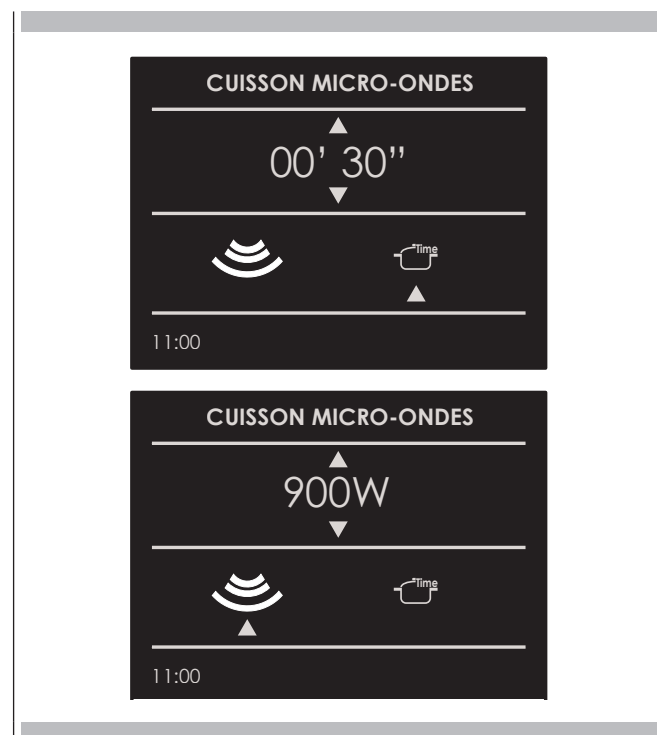 CUISSON MICRO-ONDES
00’ 30’’
Time
11:00
CUISSON MICRO-ONDES
900W
Time
11:00